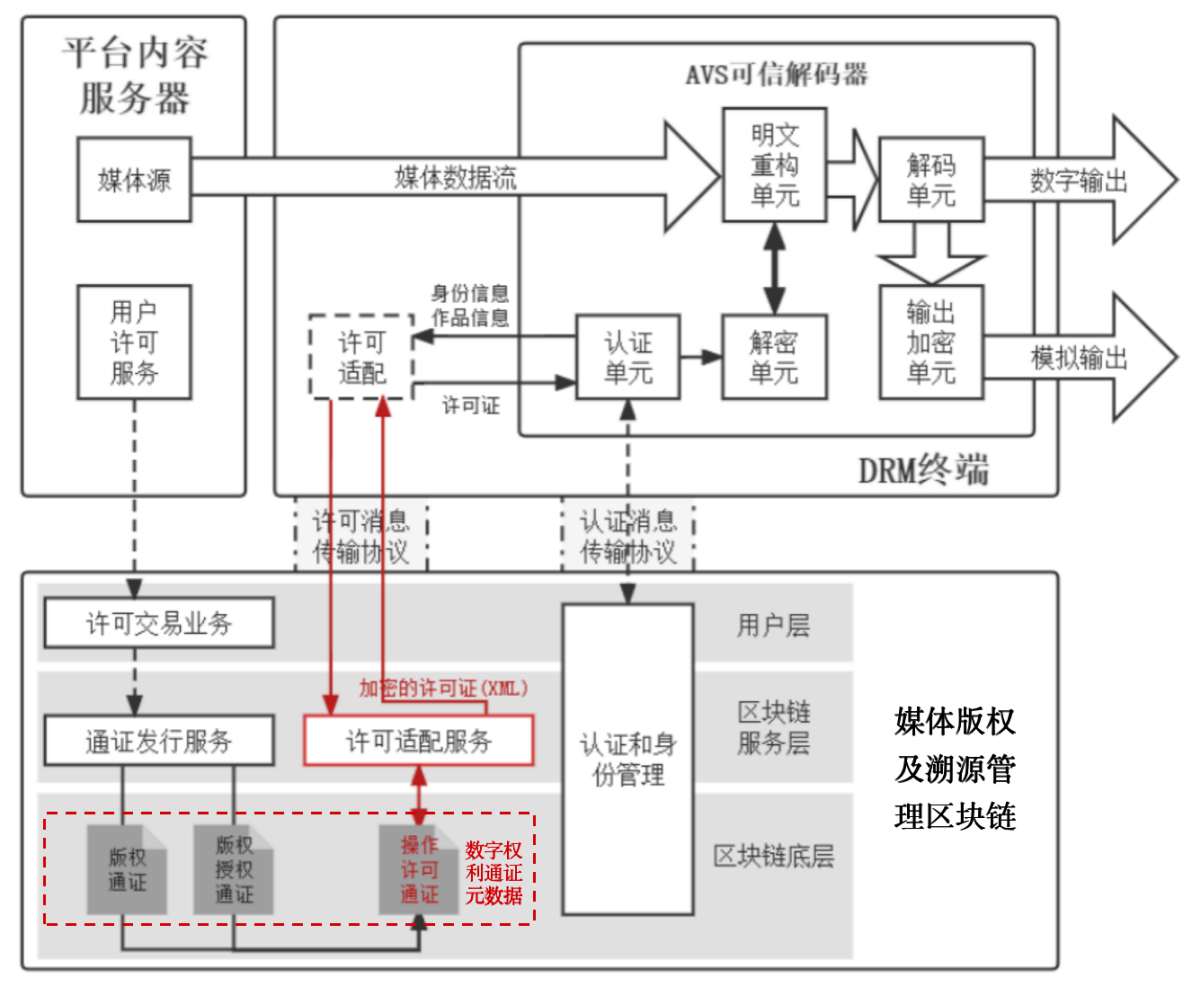 平台内容
服务器
AVS可信解码器
媒体源
媒体数据流
明文
重构
单元
解码
单元
数字输出
用户
许可
服务
身份信息
作品信息
许可
适配
许可证
认证
单元
解密
单元
输出
加密
单元
模拟输出
DRM终端
许可消息
传输协议
认证消息
传输协议
许可交易业务
用户层
加密的许可证(XML)
通证发行服务
许可适配服务
认证和身
份管理
区块链
服务层
媒体版权
及溯源管
理区块链
版权
通证
版权
授权
通证
操作
许可
通证
数字权
利通证
元数据
区块链底层